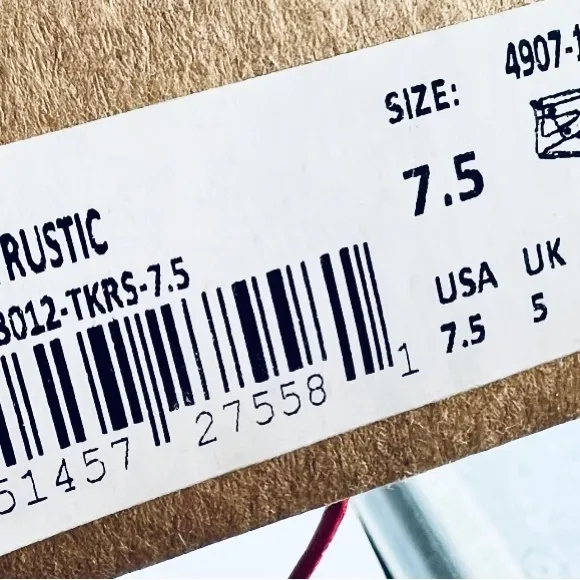 4907-1
SIZE:
7.5
RUSTIC
3012-TKRS-7.5
USA UK
7.5 5
51457 27558 1